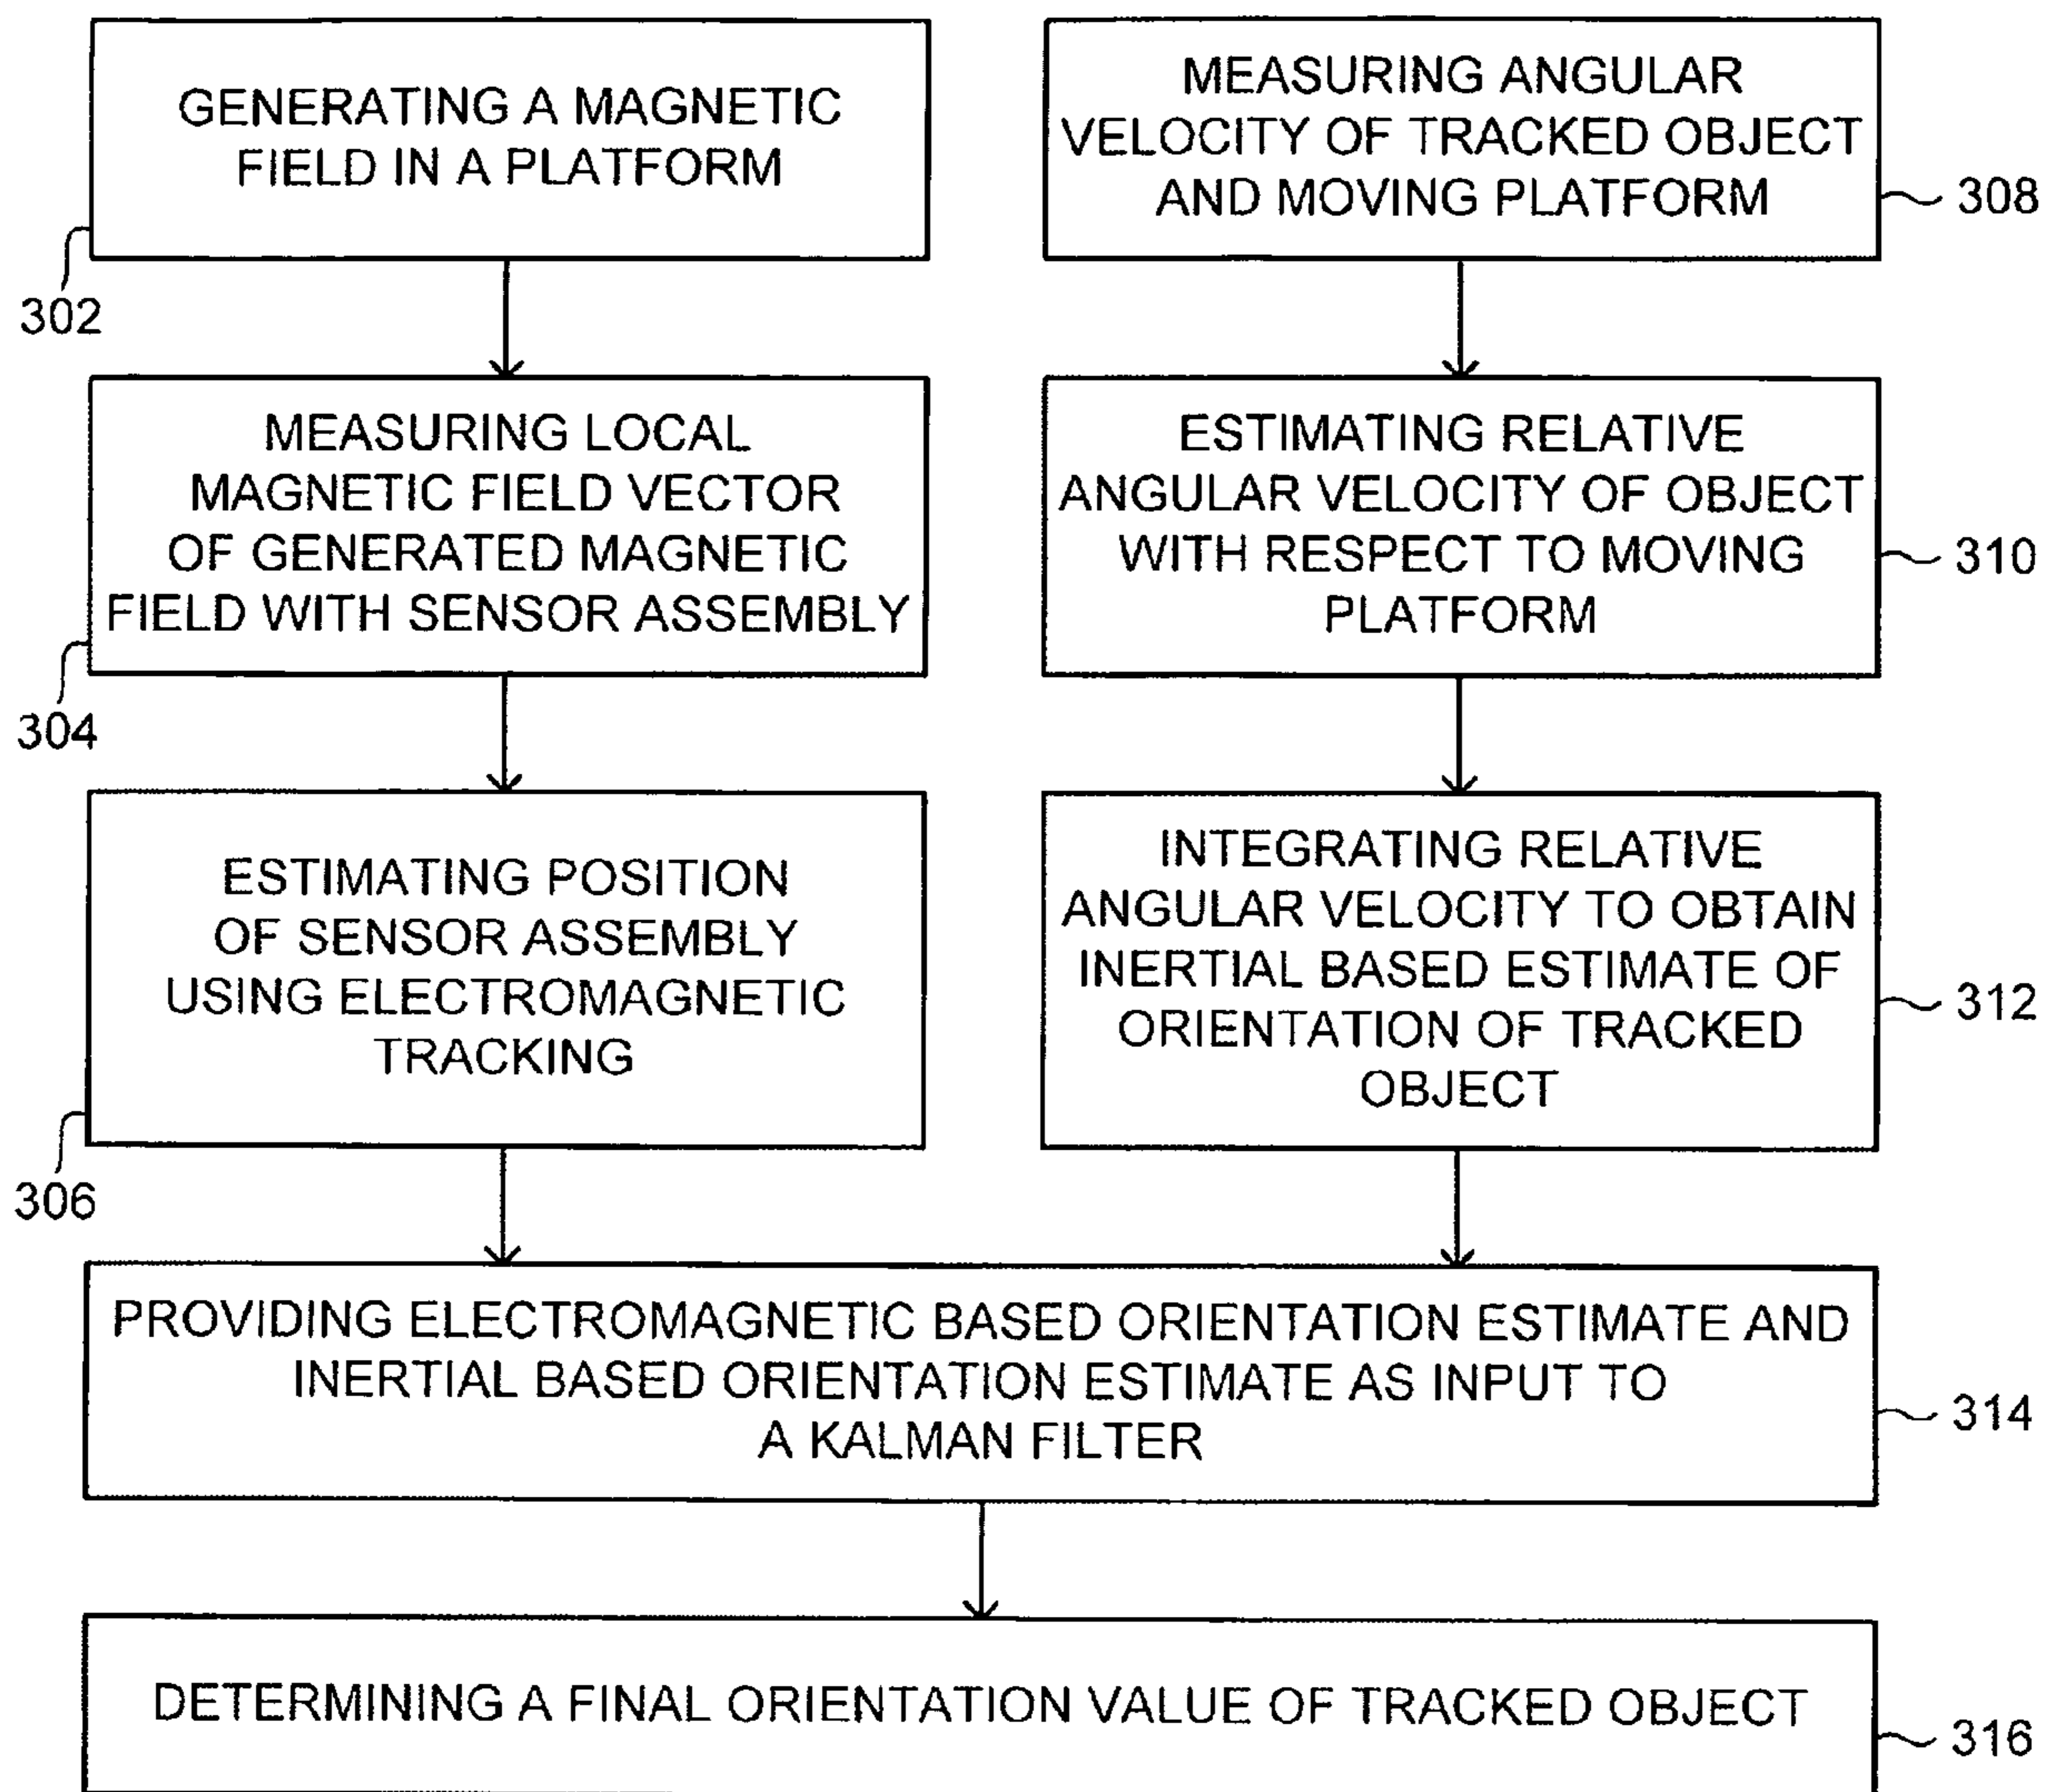 GENERATING A MAGNETIC
FIELD IN A PLATFORM
302
MEASURING LOCAL
MAGNETIC FIELD VECTOR
OF GENERATED MAGNETIC
FIELD WITH SENSOR ASSEMBLY
304
ESTIMATING POSITION
OF SENSOR ASSEMBLY
USING ELECTROMAGNETIC
TRACKING
306
MEASURING ANGULAR
VELOCITY OF TRACKED OBJECT
AND MOVING PLATFORM
308
ESTIMATING RELATIVE
ANGULAR VELOCITY OF OBJECT
WITH RESPECT TO MOVING
PLATFORM
310
INTEGRATING RELATIVE
ANGULAR VELOCITY TO OBTAIN
INERTIAL BASED ESTIMATE OF
ORIENTATION OF TRACKED
OBJECT
312
PROVIDING ELECTROMAGNETIC BASED ORIENTATION ESTIMATE AND
INERTIAL BASED ORIENTATION ESTIMATE AS INPUT TO
A KALMAN FILTER
314
DETERMINING A FINAL ORIENTATION VALUE OF TRACKED OBJECT
316